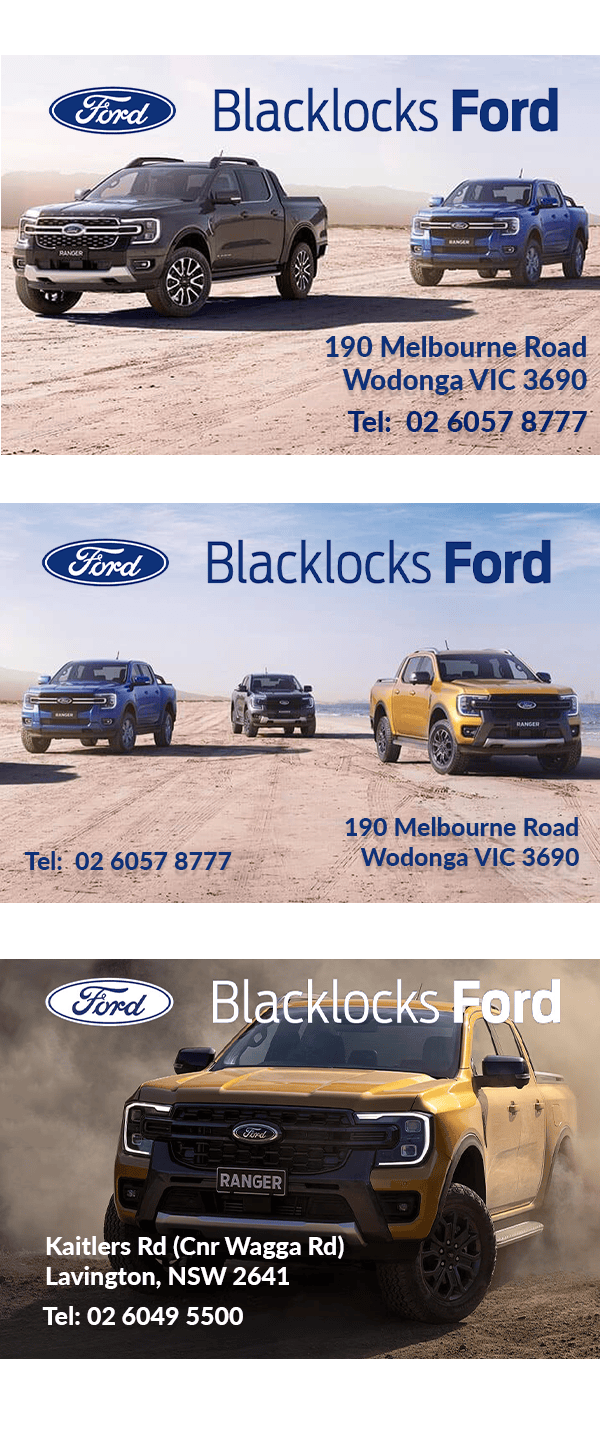 Ford Blacklocks Ford
RANGER
RANGER
190 Melbourne Road
Wodonga VIC 3690
Tel: 02 6057 8777
Ford Blacklocks Ford
RANGER
RANGER
Tel: 02 6057 8777
190 Melbourne Road
Wodonga VIC 3690
Ford Blacklocks Ford
Ford
RANGER
Kaitlers Rd (Cnr Wagga Rd)
Lavington, NSW 2641
Tel: 02 6049 5500